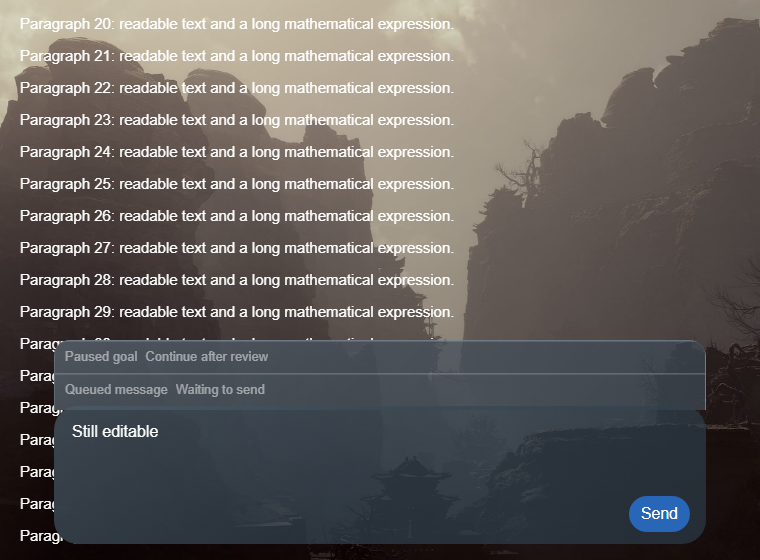 Paragraph 20: readable text and a long mathematical expression.
Paragraph 21: readable text and a long mathematical expression.
Paragraph 22: readable text and a long mathematical expression.
Paragraph 23: readable text and a long mathematical expression.
Paragraph 24: readable text and a long mathematical expression.
Paragraph 25: readable text and a long mathematical expression.
Paragraph 26: readable text and a long mathematical expression.
Paragraph 27: readable text and a long mathematical expression.
Paragraph 28: readable text and a long mathematical expression.
Paragraph 29: readable text and a long mathematical expression.
Paused goal Continue after review
Queued message Waiting to send
Still editable
Send